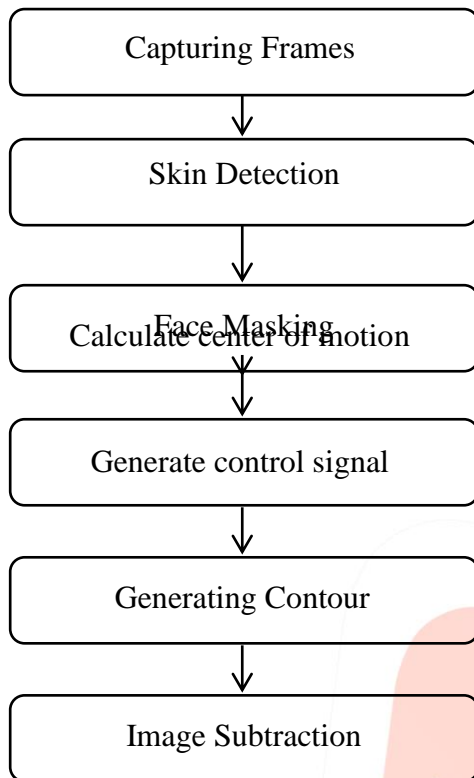 Capturing Frames
Skin Detection
Face Masking
Calculate center of motion
Generate control signal
Generating Contour
Image Subtraction